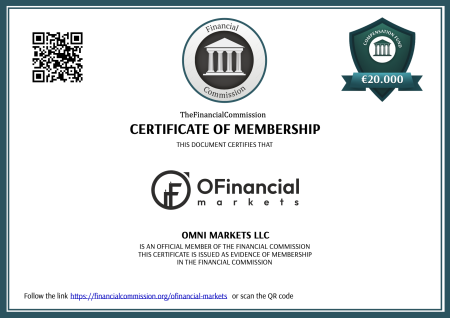 Financial
Commission
COMPENSATION FUND
€20.000
TheFinancialCommission
CERTIFICATE OF MEMBERSHIP
THIS DOCUMENT CERTIFIES THAT
OFinancial
markets
OMNI MARKETS LLC
IS AN OFFICIAL MEMBER OF THE FINANCIAL COMMISSION
THIS CERTIFICATE IS ISSUED AS EVIDENCE OF MEMBERSHIP
IN THE FINANCIAL COMMISSION
Follow the link https://financialcommission.org/ofinancial-markets or scan the QR code